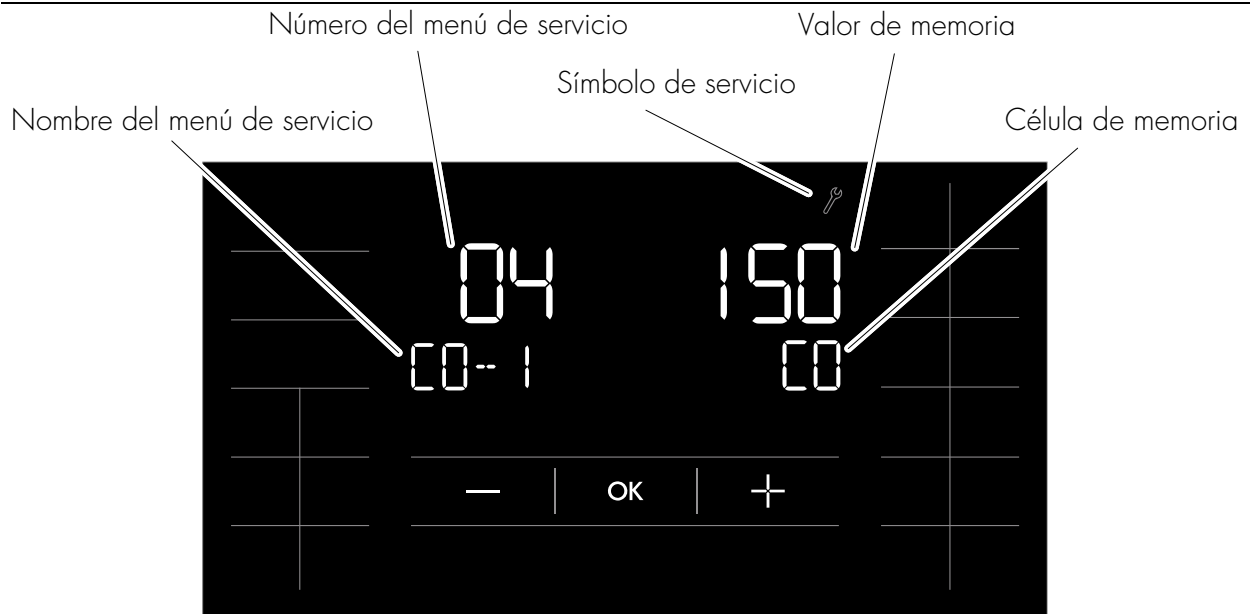 Número del menú de servicio
Valor de memoria
Símbolo de servicio
Nombre del menú de servicio
Célula de memoria
04
150
CO-1
CO
OK